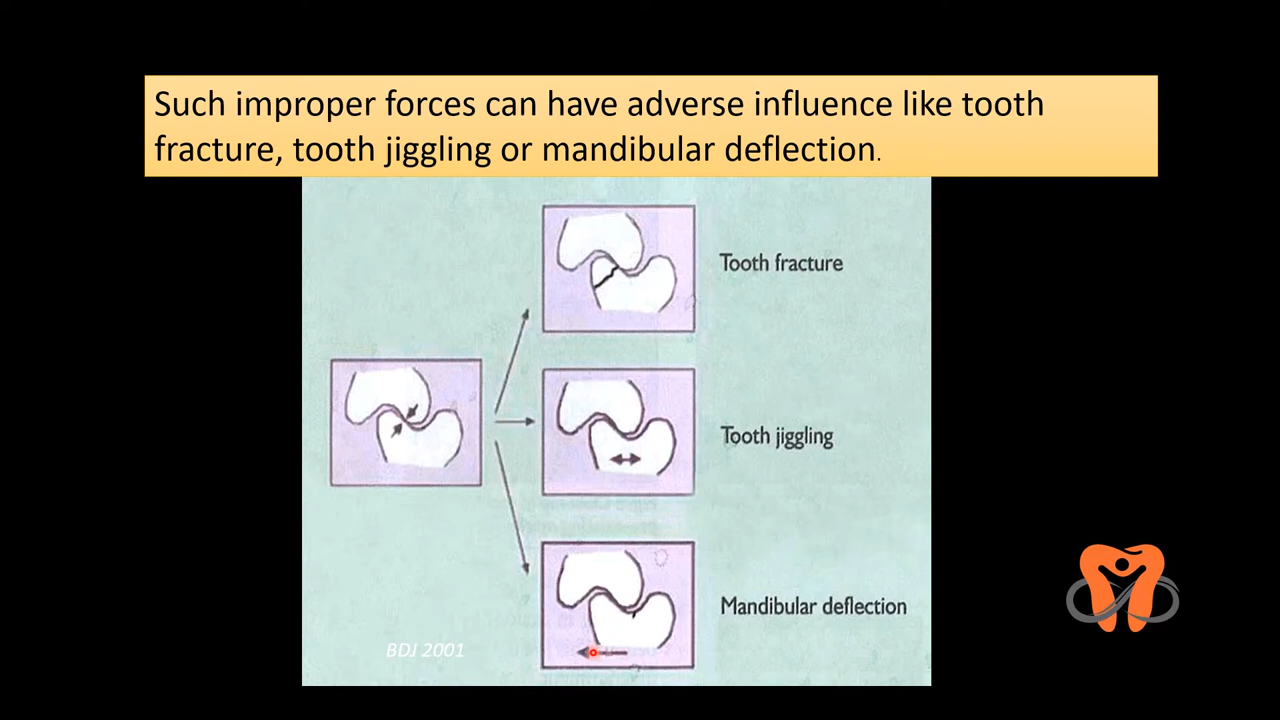 Such improper forces can have adverse influence like tooth
fracture, tooth jiggling or mandibular deflection.
Tooth fracture
Tooth jiggling
Mandibular deflection
BDJ 2001